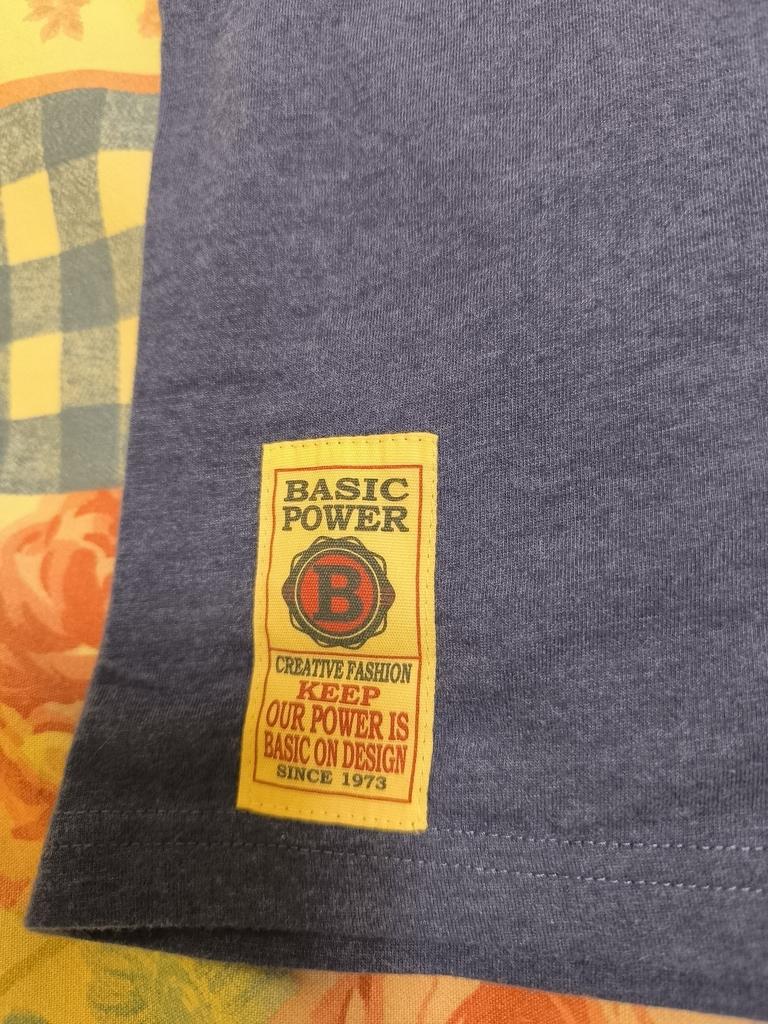 BASIC
POWER
B
CREATIVE FASHION
KEEP
OUR POWER IS
BASIC ON DESIGN
SINCE 1973